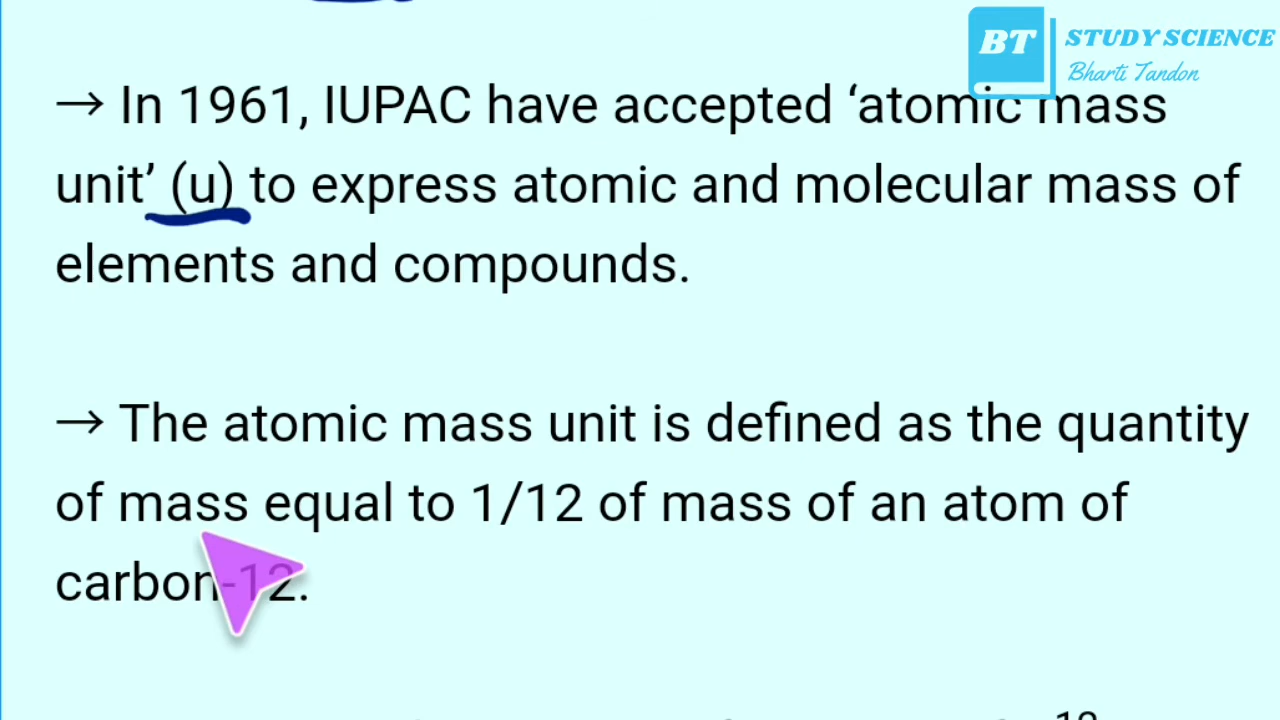 BT STUDY SCIENCE
Bharti Tandon
→ In 1961, IUPAC have accepted ‘atomic mass
unit’ (u) to express atomic and molecular mass of
elements and compounds.
→ The atomic mass unit is defined as the quantity
of mass equal to 1/12 of mass of an atom of
carbon-12.
12